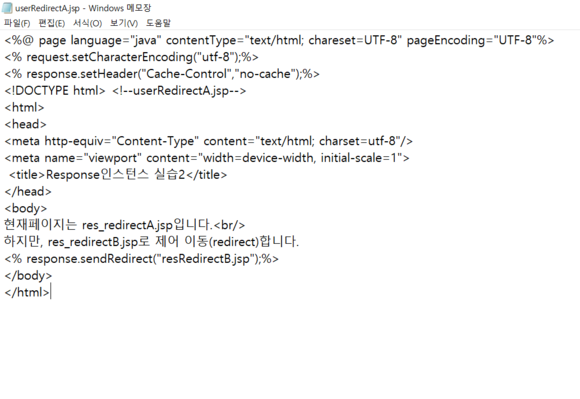 userRedirectA.jsp - Windows 메모장
파일(F) 편집(E) 서식(O) 보기(V) 도움말
<%@ page language="java" contentType="text/html; chareset=UTF-8" pageEncoding="UTF-8"%>
<% request.setCharacterEncoding("utf-8");%>
<% response.setHeader("Cache-Control","no-cache");%>
<!DOCTYPE html> <!--userRedirectA.jsp-->
<html>
<head>
<meta http-equiv="Content-Type" content="text/html; charset=utf-8"/>
<meta name="viewport" content="width=device-width, initial-scale=1">
<title>Response인스턴스 실습2</title>
</head>
<body>
현재페이지는 res_redirectA.jsp입니다.<br/>
하지만, res_redirectB.jsp로 제어 이동(redirect)합니다.
<% response.sendRedirect("resRedirectB.jsp");%>
</body>
</html>